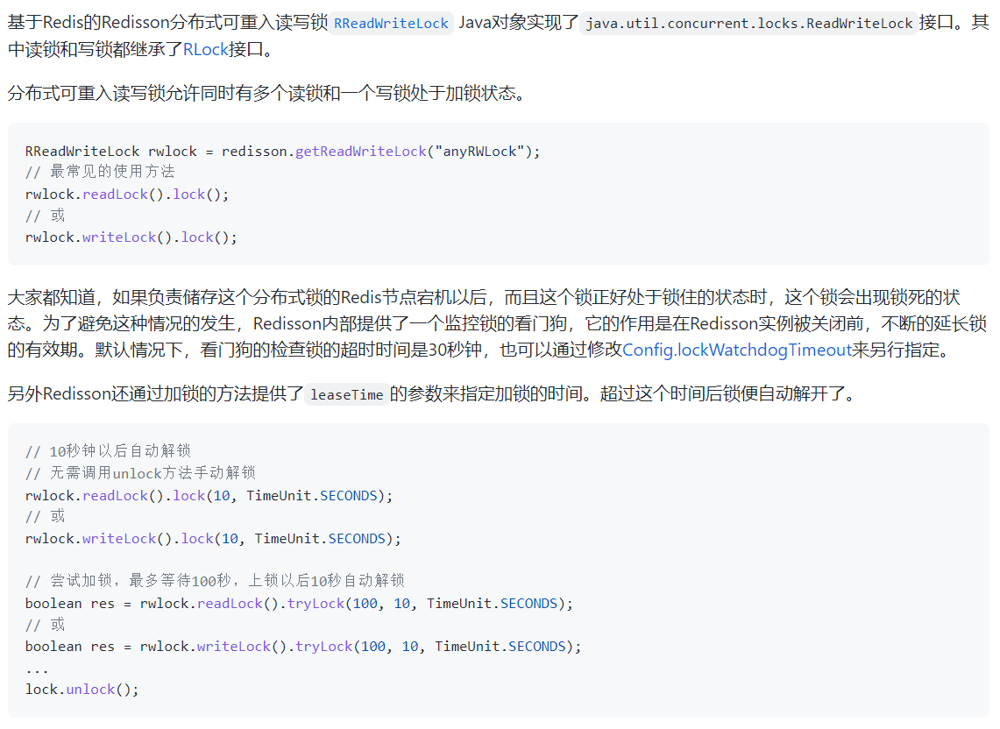 基于Redis的Redisson分布式可重入读写锁 RReadWriteLock Java对象实现了 java.util.concurrent.locks.ReadWriteLock 接口。其
中读锁和写锁都继承了RLock接口。
分布式可重入读写锁允许同时有多个读锁和一个写锁处于加锁状态。
RReadWriteLock rwlock = redisson.getReadWriteLock("anyRWLock");
// 最常见的使用方法
rwlock.readLock().lock();
// 或
rwlock.writeLock().lock();
大家都知道，如果负责储存这个分布式锁的Redis节点宕机以后，而且这个锁正好处于锁住的状态时，这个锁会出现锁死的状
态。为了避免这种情况的发生，Redisson内部提供了一个监控锁的看门狗，它的作用是在Redisson实例被关闭前，不断的延长锁
的有效期。默认情况下，看门狗的检查锁的超时时间是30秒钟，也可以通过修改Config.lockWatchdogTimeout来另行指定。
另外Redisson还通过加锁的方法提供了 leaseTime 的参数来指定加锁的时间。超过这个时间后锁便自动解开了。
// 10秒钟以后自动解锁
// 无需调用unlock方法手动解锁
rwlock.readLock().lock(10, TimeUnit.SECONDS);
// 或
rwlock.writeLock().lock(10, TimeUnit.SECONDS);
// 尝试加锁，最多等待100秒，上锁以后10秒自动解锁
boolean res = rwlock.readLock().tryLock(100, 10, TimeUnit.SECONDS);
// 或
boolean res = rwlock.writeLock().tryLock(100, 10, TimeUnit.SECONDS);
...
lock.unlock();